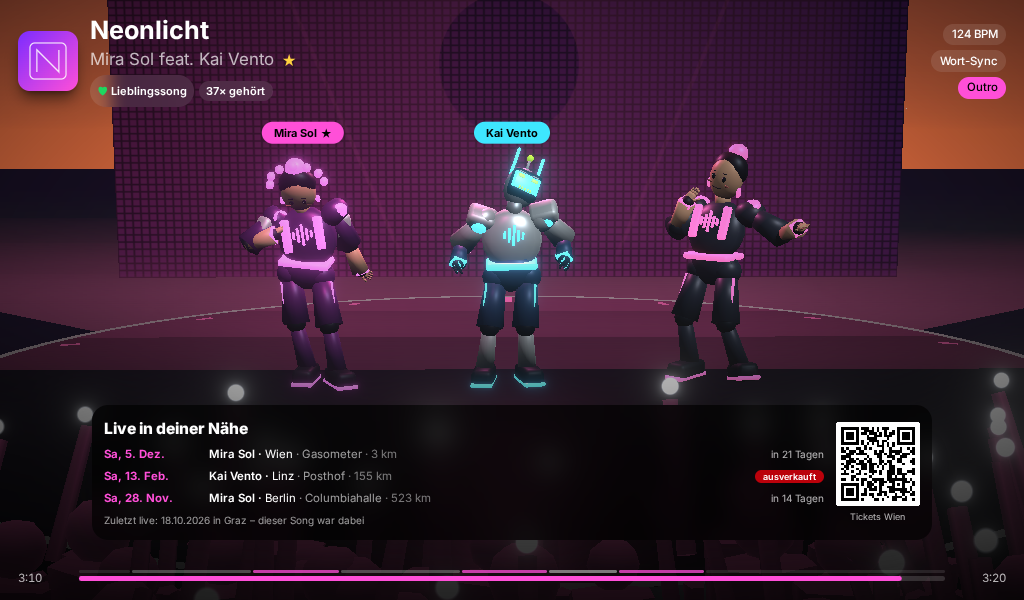 Neonlicht
Mira Sol feat. Kai Vento ★
Lieblingssong
37× gehört
124 BPM
Wort-Sync
Outro
Mira Sol ★
Kai Vento
Live in deiner Nähe
Sa, 5. Dez. Mira Sol · Wien · Gasometer · 3 km in 21 Tagen
Sa, 13. Feb. Kai Vento · Linz · Posthof · 155 km ausverkauft
Sa, 28. Nov. Mira Sol · Berlin · Columbiahalle · 523 km in 14 Tagen
Zuletzt live: 18.10.2026 in Graz – dieser Song war dabei
Tickets Wien
3:10
3:20